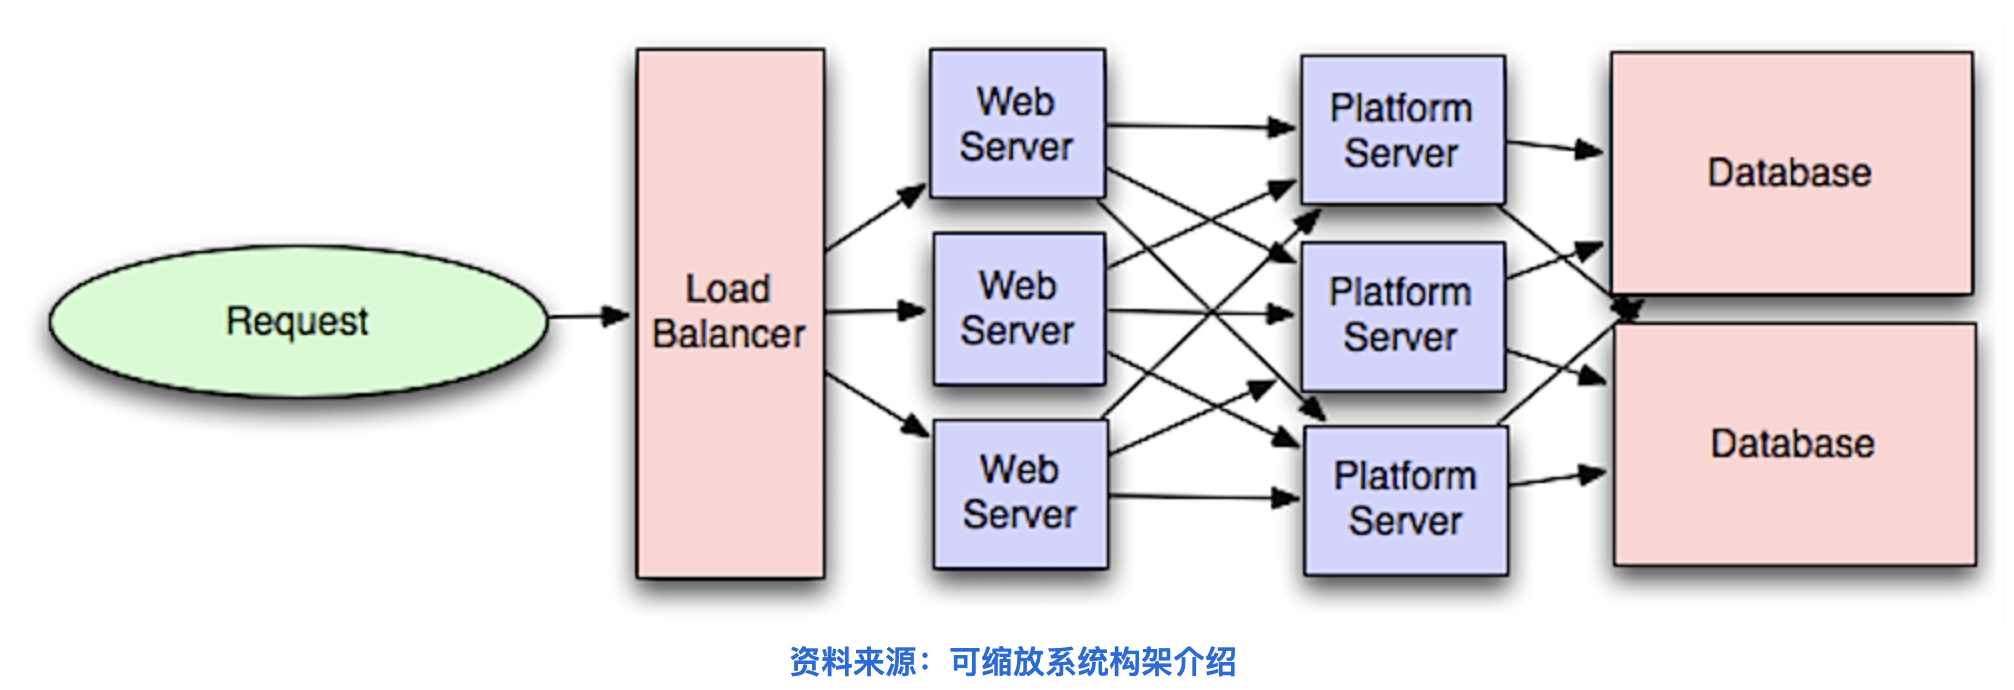 Request
Load
Balancer
Web
Server
Web
Server
Web
Server
Platform
Server
Platform
Server
Platform
Server
Database
Database
资料来源：可缩放系统构架介绍